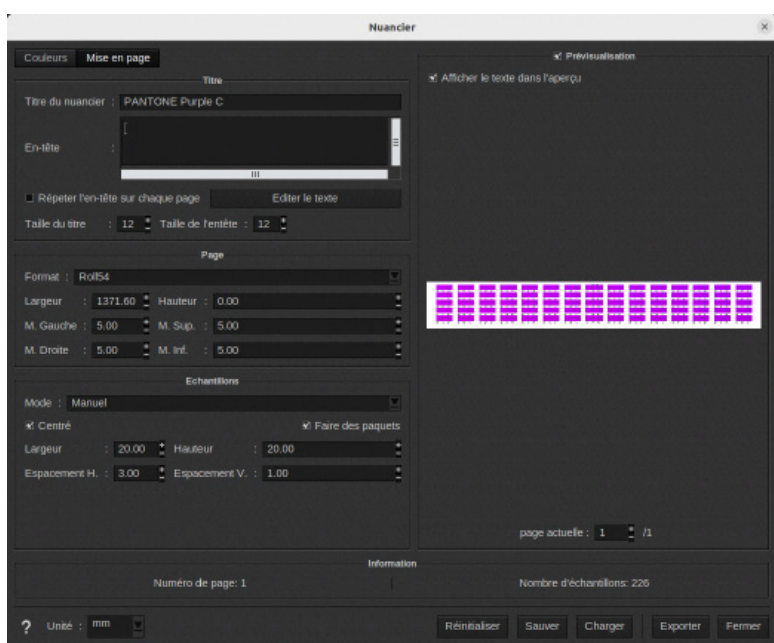 Nuancier
Couleurs Mise en page
Titre
Titre du nuancier : PANTONE Purple C
En-tête :
Répeter l'en-tête sur chaque page Editer le texte
Taille du titre : 12 Taille de l'entête : 12
Page
Format : Roll54
Largeur : 1371.60 Hauteur : 0.00
M. Gauche : 5.00 M. Sup. : 5.00
M. Droite : 5.00 M. Inf. : 5.00
Echantillons
Mode : Manuel
Centré Faire des paquets
Largeur : 20.00 Hauteur : 20.00
Espacement H. : 3.00 Espacement V. : 1.00
Prévisualisation
Afficher le texte dans l'aperçu
page actuelle : 1 /1
Information
Numéro de page: 1 Nombre d'échantillons: 226
? Unité : mm Réinitialiser Sauver Charger Exporter Fermer